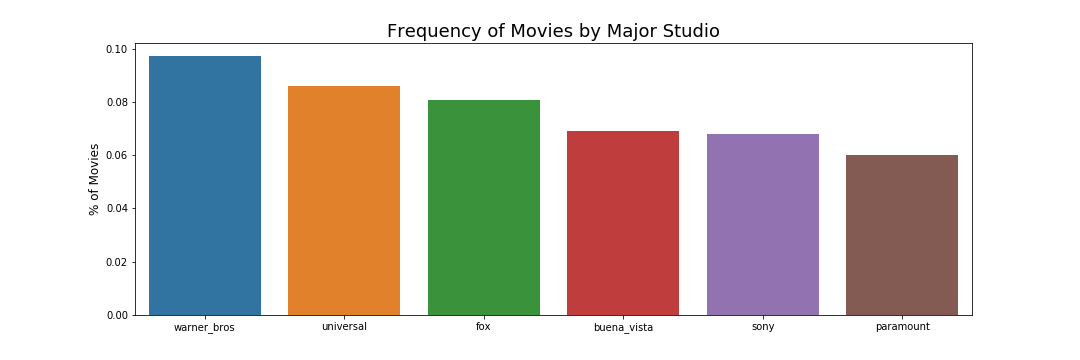 Frequency of Movies by Major Studio
% of Movies
0.10
0.08
0.06
0.04
0.02
0.00
warner_bros universal fox buena_vista sony paramount